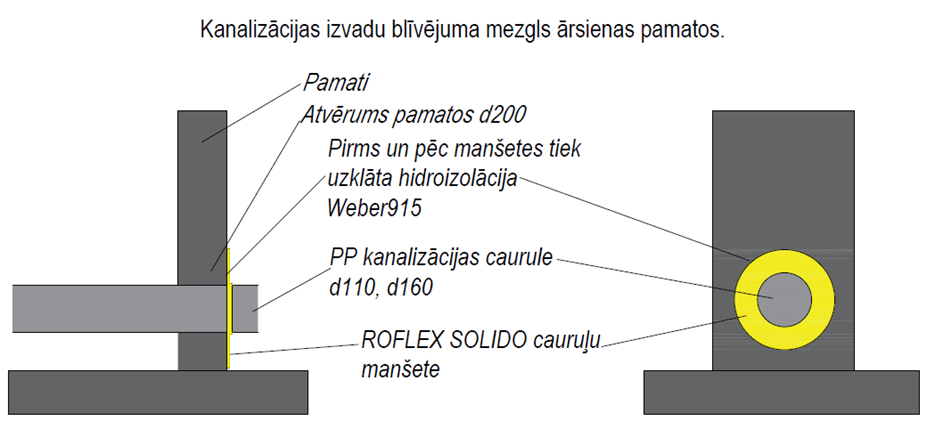 Kanalizācijas izvadu blīvējuma mezgls ārsienas pamatos.
Pamati
Atvērums pamatos d200
Pirms un pēc manšetes tiek
uzklāta hidroizolācija
Weber915
PP kanalizācijas caurule
d110, d160
ROFLEX SOLIDO cauruļu
manšete